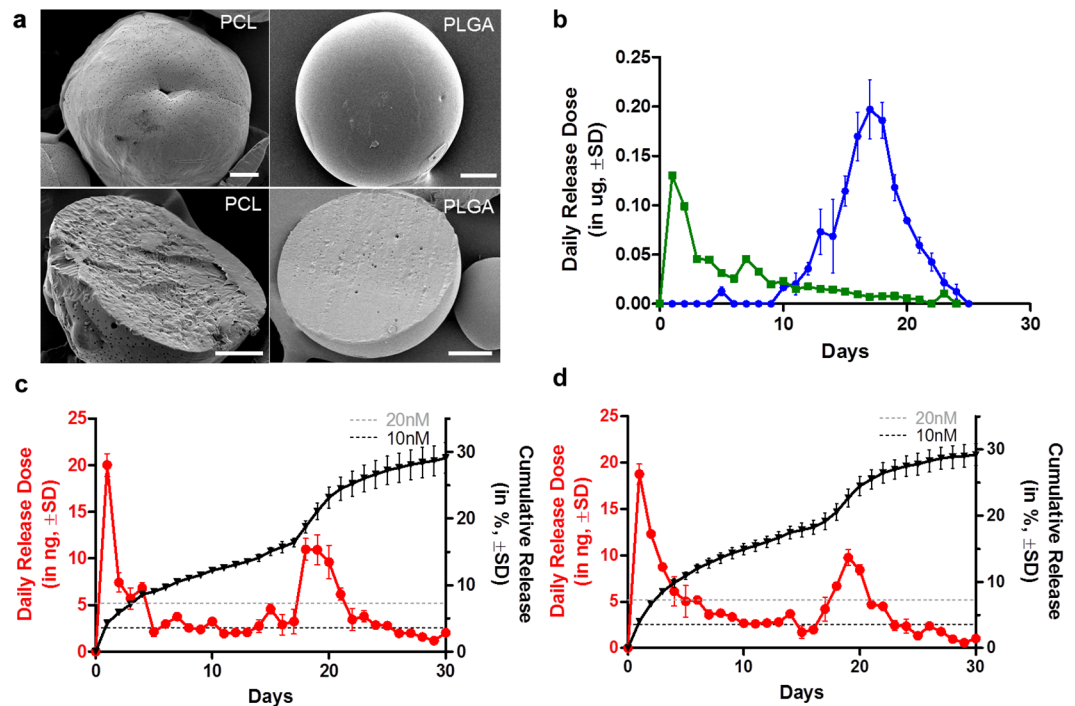 a
PCL
PLGA
PCL
PLGA
b
Daily Release Dose
(in ug, ±SD)
0.25
0.20
0.15
0.10
0.05
0.00
0
10
20
30
Days
c
Daily Release Dose
(in ng, ±SD)
25
20
15
10
5
0
20nM
10nM
30
20
10
0
Cumulative Release
(in %, ±SD)
0
10
20
30
Days
d
Daily Release Dose
(in ng, ±SD)
25
20
15
10
5
0
20nM
10nM
30
20
10
0
Cumulative Release
(in %, ±SD)
0
10
20
30
Days